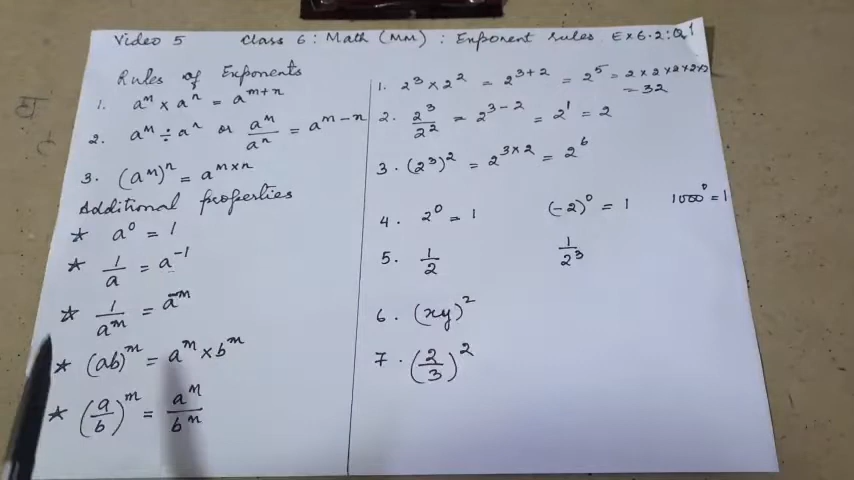 Video 5 Class 6 : Math (MM) : Exponent rules Ex 6.2 : Q1
Rules of Exponents
1. aᵐ × aⁿ = aᵐ⁺ⁿ
2. aᵐ ÷ aⁿ or aᵐ/aⁿ = aᵐ⁻ⁿ
3. (aᵐ)ⁿ = aᵐˣⁿ
Additional properties
☆ a⁰ = 1
☆ 1/a = a⁻¹
☆ 1/aᵐ = a⁻ᵐ
☆ (ab)ᵐ = aᵐ × bᵐ
☆ (a/b)ᵐ = aᵐ/bᵐ
1. 2³ × 2² = 2³⁺² = 2⁵ = 2 × 2 × 2 × 2 × 2
= 32
2. 2³/2² = 2³⁻² = 2¹ = 2
3. (2³)² = 2³ˣ² = 2⁶
4. 2⁰ = 1 (-2)⁰ = 1 1000⁰ = 1
5. 1/2 1/2³
6. (xy)²
7. (2/3)²